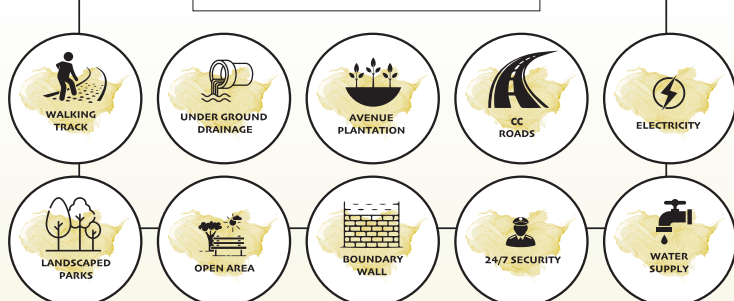 WALKING
TRACK
UNDER GROUND
DRAINAGE
AVENUE
PLANTATION
CC
ROADS
ELECTRICITY
LANDSCAPED
PARKS
OPEN AREA
BOUNDARY
WALL
24/7 SECURITY
WATER
SUPPLY